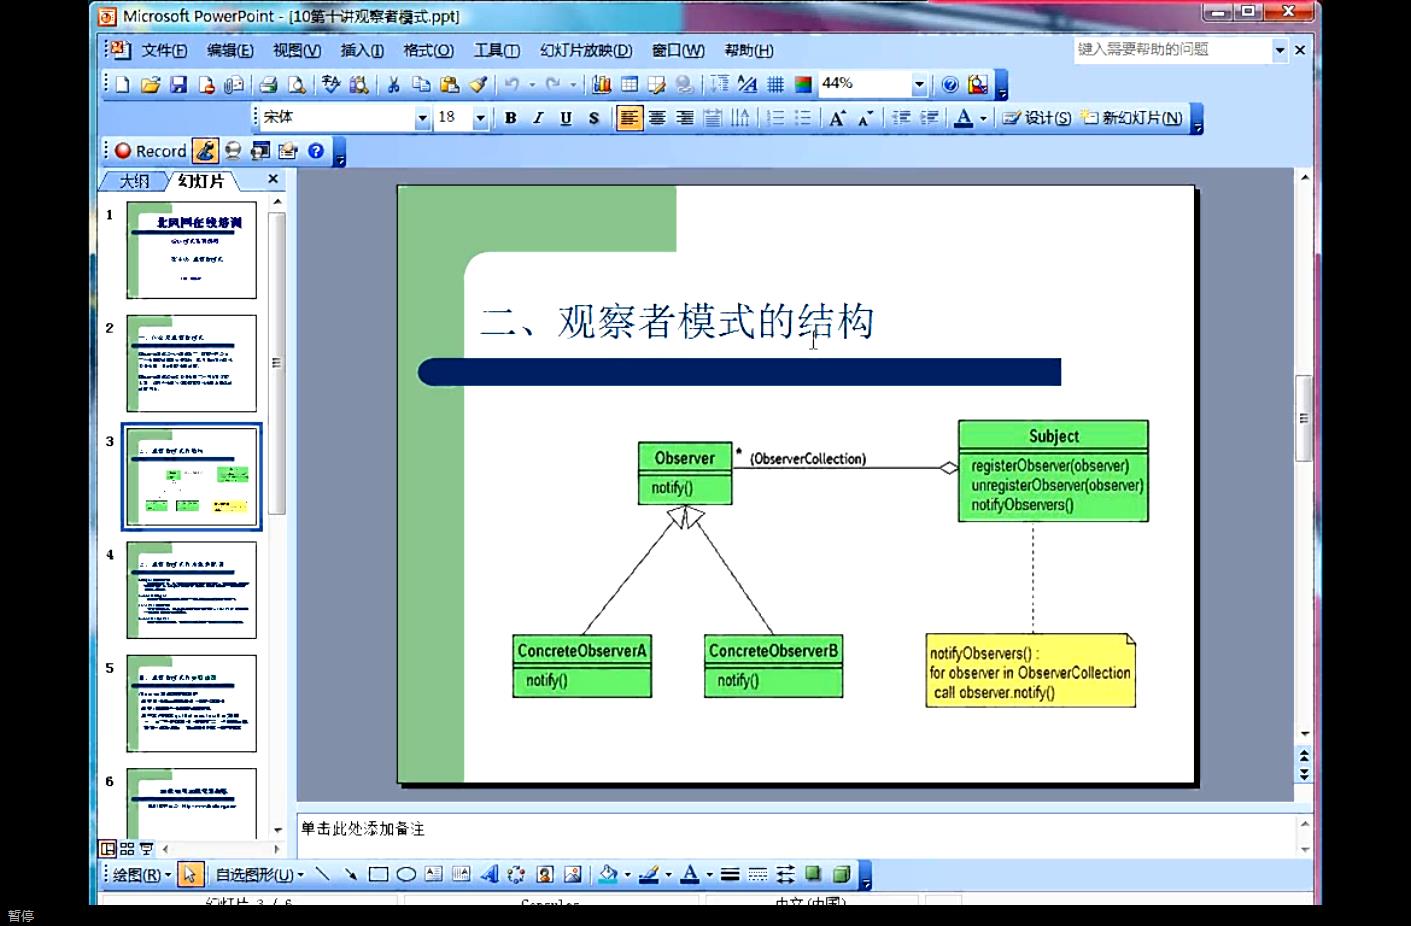 Microsoft PowerPoint - [10第十讲观察者模式.ppt]
文件(F) 编辑(E) 视图(V) 插入(I) 格式(O) 工具(T) 幻灯片放映(D) 窗口(W) 帮助(H) 键入需要帮助的问题
44%
宋体 18 B I U S A A A 设计(S) 新幻灯片(N)
Record
大纲 幻灯片
1
北风网在线培训
2
3
4
5
6
二、观察者模式的结构
Observer
notify()
* (ObserverCollection)
Subject
registerObserver(observer)
unregisterObserver(observer)
notifyObservers()
ConcreteObserverA
notify()
ConcreteObserverB
notify()
notifyObservers() :
for observer in ObserverCollection
call observer.notify()
单击此处添加备注
绘图(R) 自选图形(U)
幻灯片 3 / 6 Capsules 中文(中国)
暂停